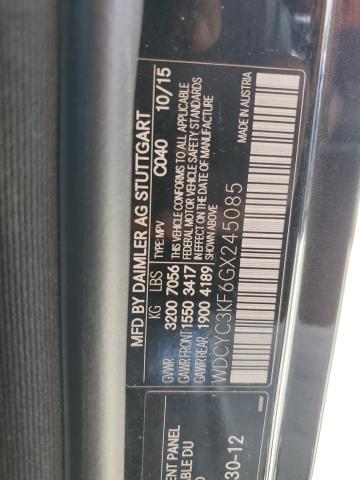 MFD BY DAIMLER AG STUTTGART
KG LBS TYPE: MPV C040 10/15
GVWR 3200 7056 THIS VEHICLE CONFORMS TO ALL APPLICABLE
GAWR FRONT 1550 3417 FEDERAL MOTOR VEHICLE SAFETY STANDARDS
GAWR REAR 1900 4189 IN EFFECT ON THE DATE OF MANUFACTURE
INDICATED ABOVE
WDCYC3KF6GX245085 MADE IN AUSTRIA
ENT PANEL
ABLE DU
30-12